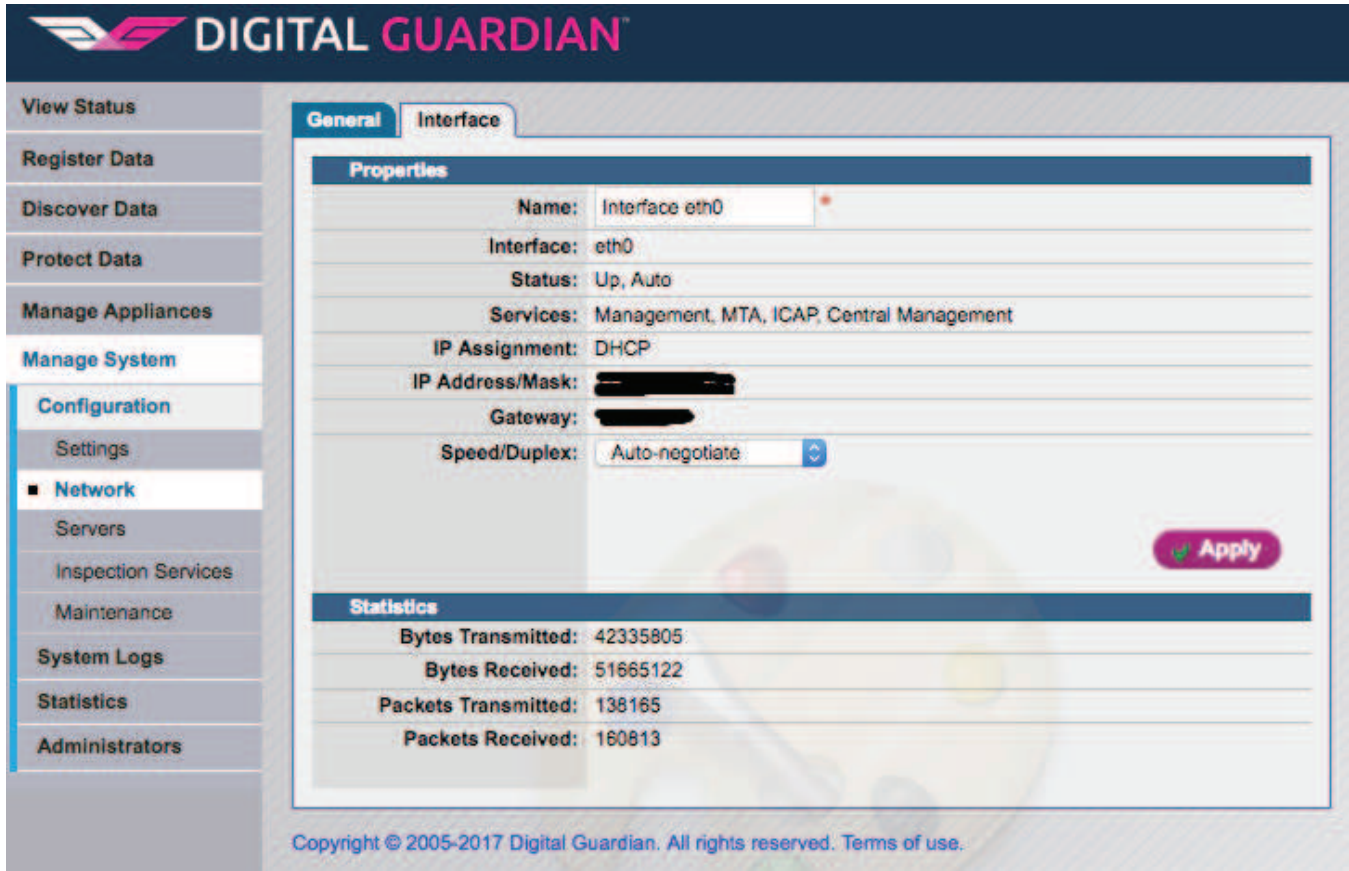 DIGITAL GUARDIAN™
View Status
Register Data
Discover Data
Protect Data
Manage Appliances
Manage System
Configuration
Settings
Network
Servers
Inspection Services
Maintenance
System Logs
Statistics
Administrators
General Interface
Properties
Name: Interface eth0 *
Interface: eth0
Status: Up, Auto
Services: Management, MTA, ICAP, Central Management
IP Assignment: DHCP
IP Address/Mask:
Gateway:
Speed/Duplex: Auto-negotiate
Apply
Statistics
Bytes Transmitted: 42335805
Bytes Received: 51665122
Packets Transmitted: 138165
Packets Received: 160813
Copyright © 2005-2017 Digital Guardian. All rights reserved. Terms of use.